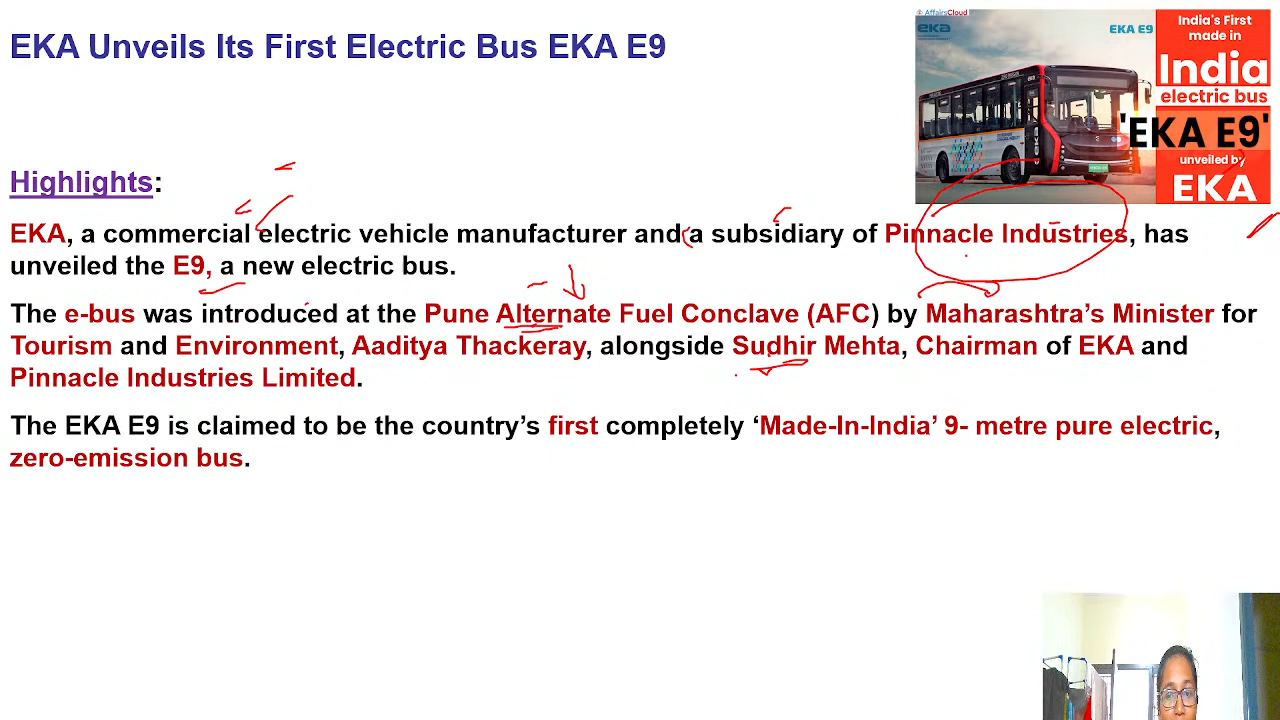 EKA Unveils Its First Electric Bus EKA E9
AffairsCloud
eka
EKA E9
India's First
made in
India
electric bus
'EKA E9'
unveiled by
EKA
Highlights:
EKA, a commercial electric vehicle manufacturer and a subsidiary of Pinnacle Industries, has
unveiled the E9, a new electric bus.
The e-bus was introduced at the Pune Alternate Fuel Conclave (AFC) by Maharashtra's Minister for
Tourism and Environment, Aaditya Thackeray, alongside Sudhir Mehta, Chairman of EKA and
Pinnacle Industries Limited.
The EKA E9 is claimed to be the country's first completely 'Made-In-India' 9- metre pure electric,
zero-emission bus.